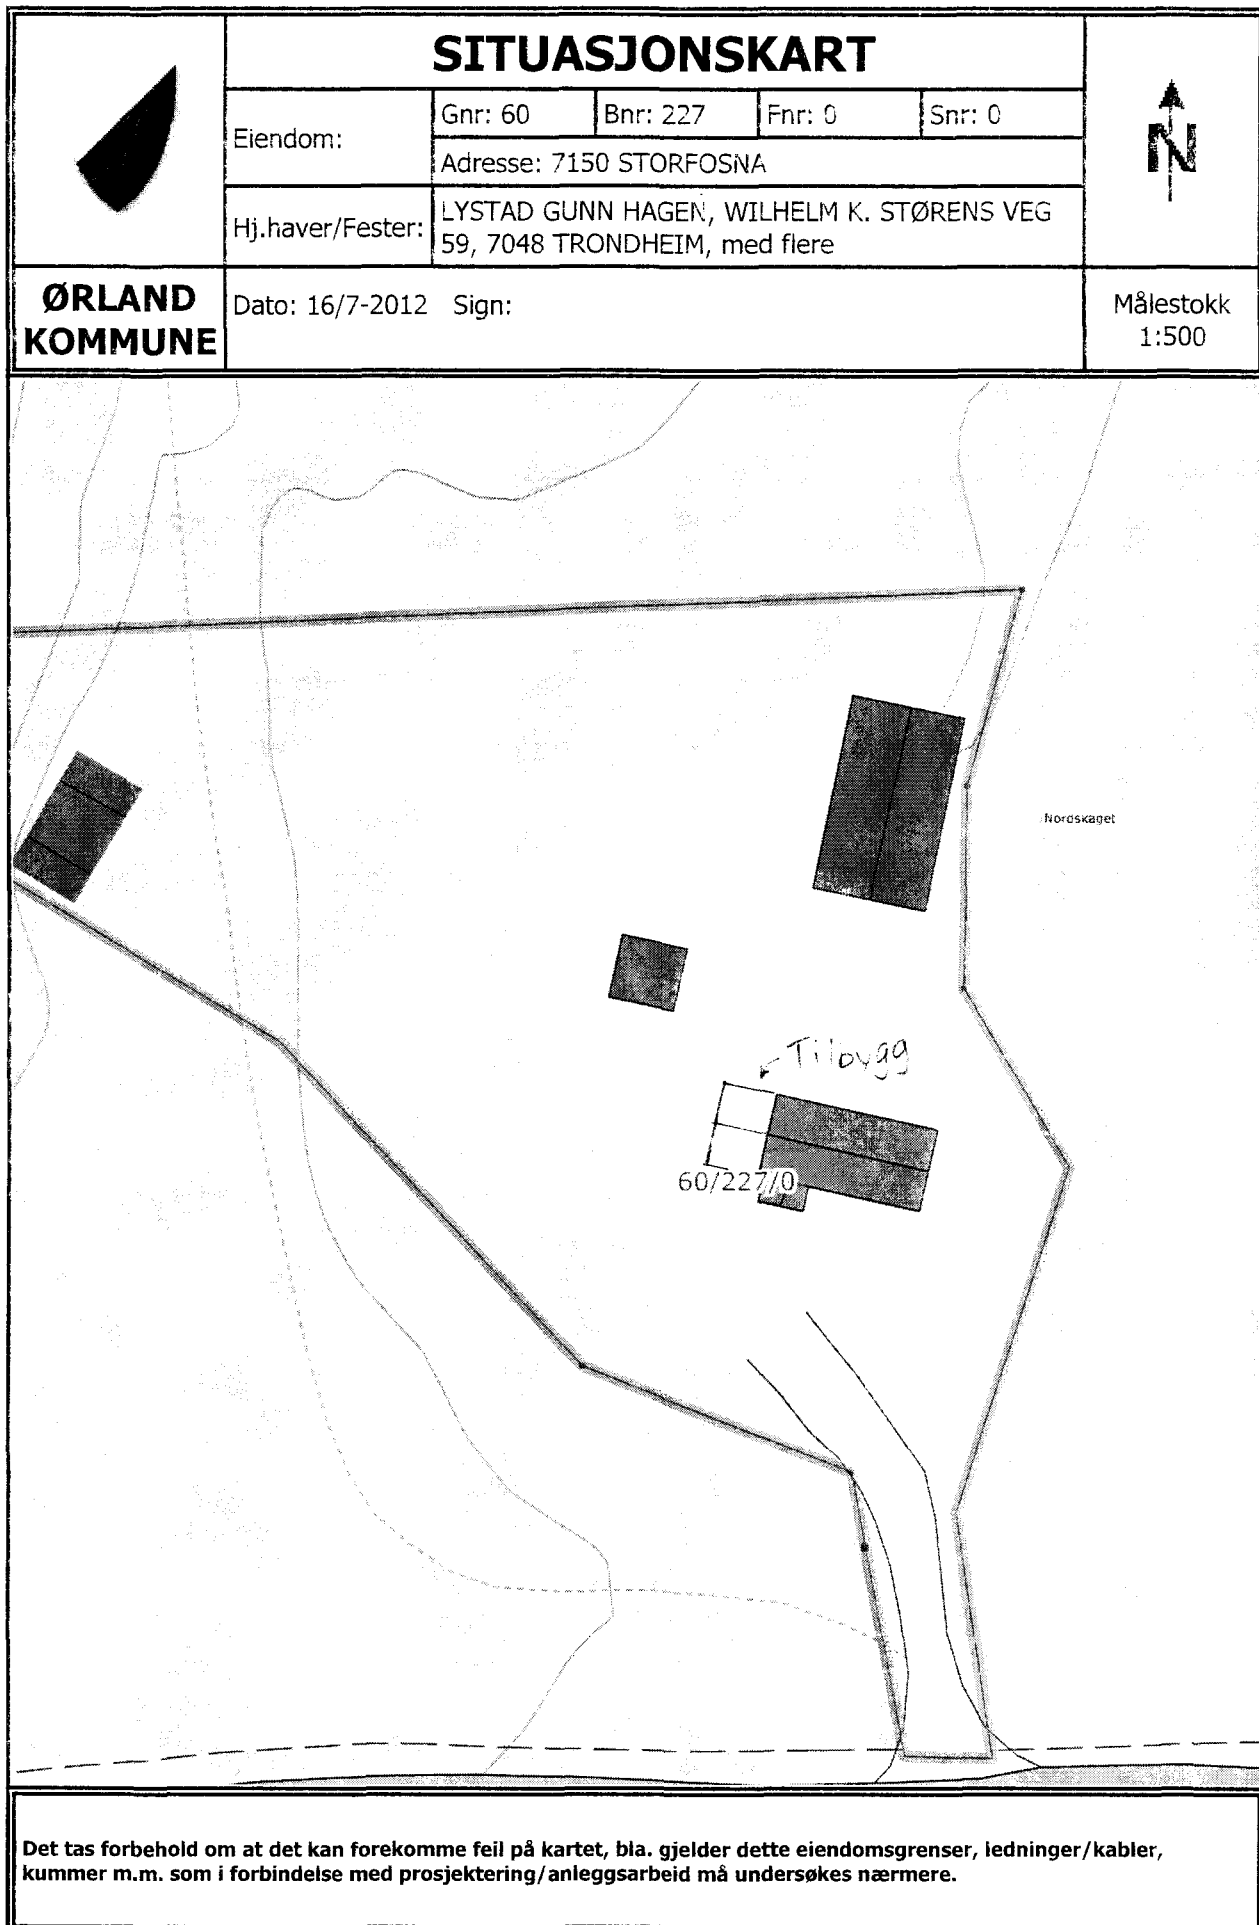 SITUASJONSKART
Eiendom:
Gnr: 60
Bnr: 227
Fnr: 0
Snr: 0
Adresse: 7150 STORFOSNA
Hj.haver/Fester:
LYSTAD GUNN HAGEN, WILHELM K. STØRENS VEG
59, 7048 TRONDHEIM, med flere
N
ØRLAND
KOMMUNE
Dato: 16/7-2012 Sign:
Målestokk
1:500
Nordskaget
Tilbygg
60/227/0
Det tas forbehold om at det kan forekomme feil på kartet, bla. gjelder dette eiendomsgrenser, ledninger/kabler,
kummer m.m. som i forbindelse med prosjektering/anleggsarbeid må undersøkes nærmere.